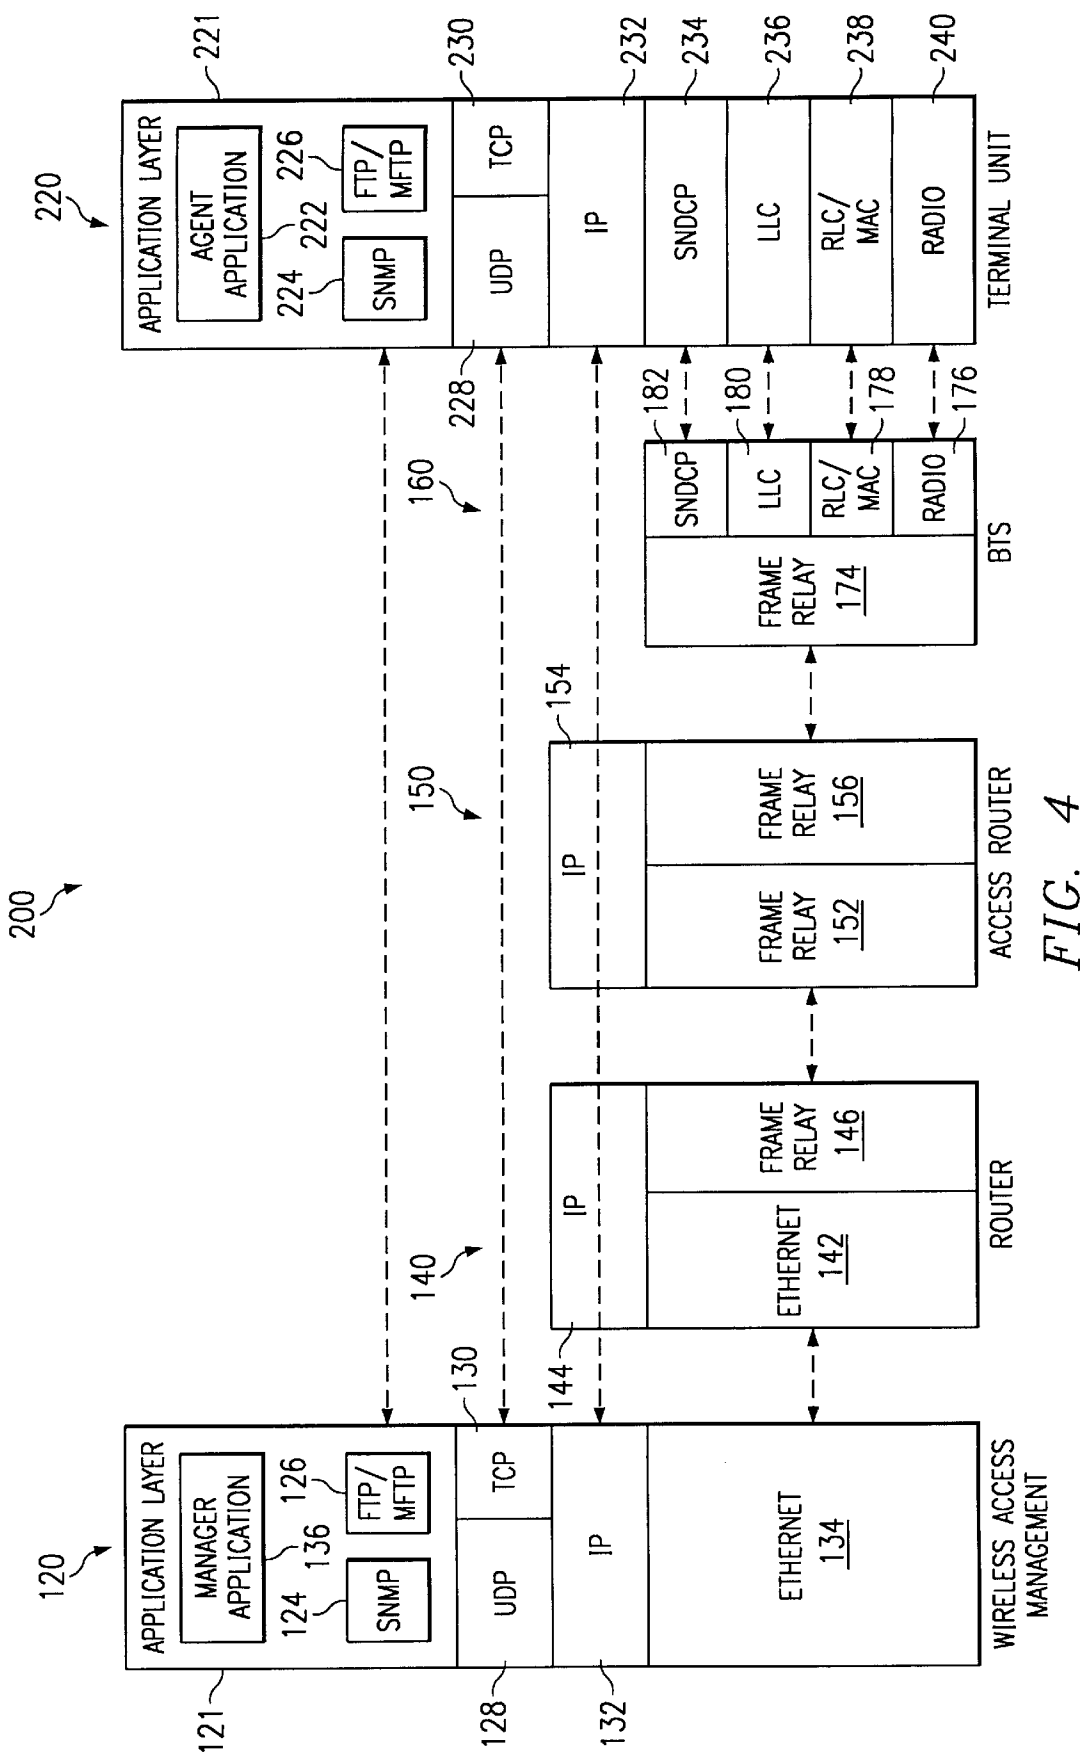 200
120
121
APPLICATION LAYER
MANAGER
APPLICATION
136
124
126
SNMP
FTP/
MFTP
130
UDP
TCP
128
IP
132
ETHERNET
134
WIRELESS ACCESS
MANAGEMENT
140
144
IP
ETHERNET
142
FRAME
RELAY
146
ROUTER
150
154
IP
FRAME
RELAY
152
FRAME
RELAY
156
ACCESS ROUTER
160
FRAME
RELAY
174
SNDCP
182
LLC
180
RLC/
MAC
178
RADIO
176
BTS
220
221
APPLICATION LAYER
AGENT
APPLICATION
222
224
226
SNMP
FTP/
MFTP
228
UDP
TCP
230
IP
232
SNDCP
234
LLC
236
RLC/
MAC
238
RADIO
240
TERMINAL UNIT
FIG. 4